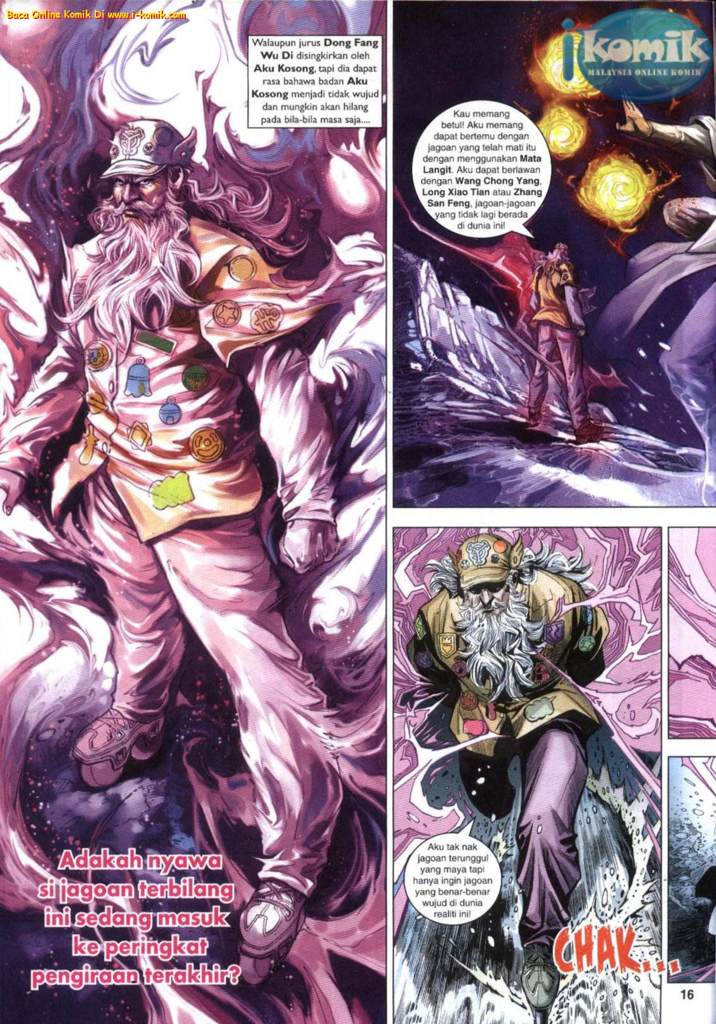 Baca Online Komik Di www.i-komik.com
Walaupun jurus Dong Fang
Wu Di disingkirkan oleh
Aku Kosong, tapi dia dapat
rasa bahawa badan Aku
Kosong menjadi tidak wujud
dan mungkin akan hilang
pada bila-bila masa saja....
ikomik
MALAYSIA ONLINE KOMIK
Kau memang
betul! Aku memang
dapat bertemu dengan
jagoan yang telah mati itu
dengan menggunakan Mata
Langit. Aku dapat berlawan
dengan Wang Chong Yang,
Long Xiao Tian atau Zhang
San Feng, jagoan-jagoan
yang tidak lagi berada
di dunia ini!
Adakah nyawa
si jagoan terbilang
ini sedang masuk
ke peringkat
pengiraan terakhir?
Aku tak nak
jagoan terunggul
yang maya tapi
hanya ingin jagoan
yang benar-benar
wujud di dunia
realiti ini!
CHAK...
16